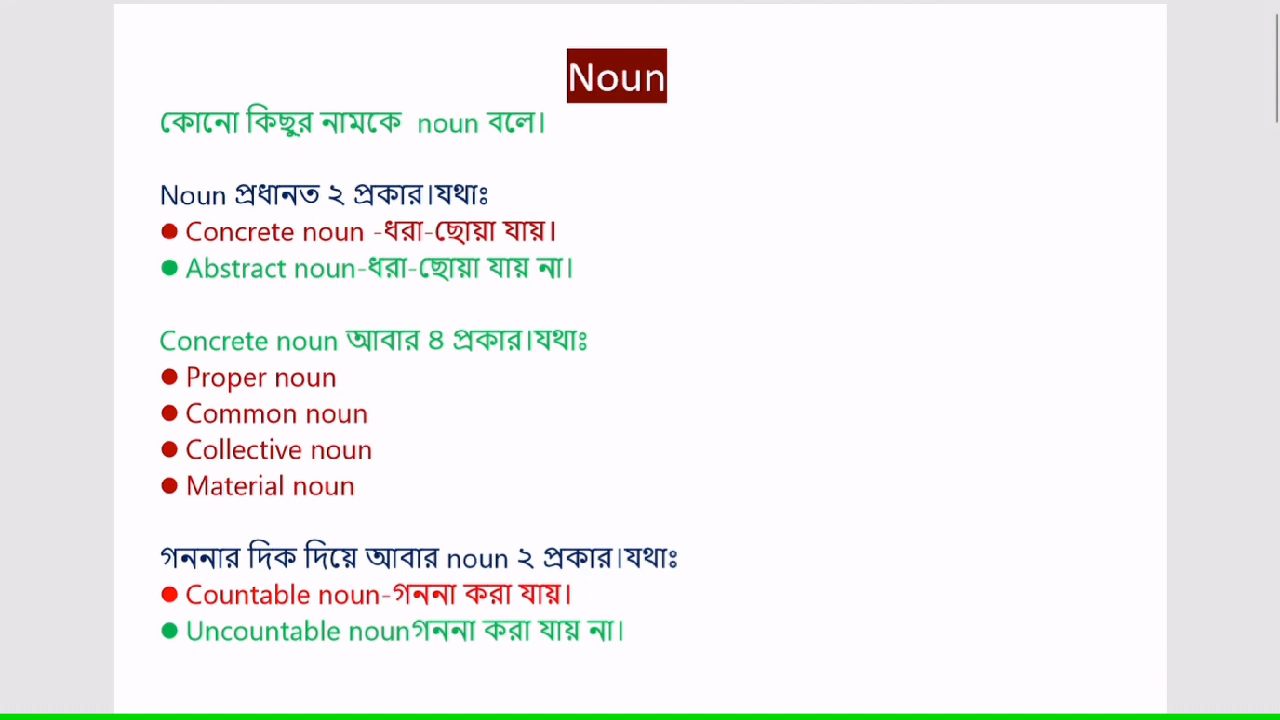 Noun
কোনো কিছুর নামকে noun বলে।
Noun প্রধানত ২ প্রকার।যথাঃ
● Concrete noun -ধরা-ছোয়া যায়।
● Abstract noun-ধরা-ছোয়া যায় না।
Concrete noun আবার ৪ প্রকার।যথাঃ
● Proper noun
● Common noun
● Collective noun
● Material noun
গননার দিক দিয়ে আবার noun ২ প্রকার।যথাঃ
● Countable noun-গননা করা যায়।
● Uncountable nounগননা করা যায় না।